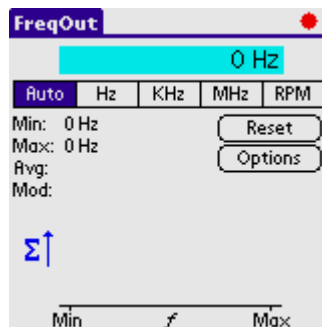 FreqOut
0 Hz
Auto Hz KHz MHz RPM
Min: 0 Hz
Reset
Max: 0 Hz
Options
Avg:
Mod:
Σ
Min f Max